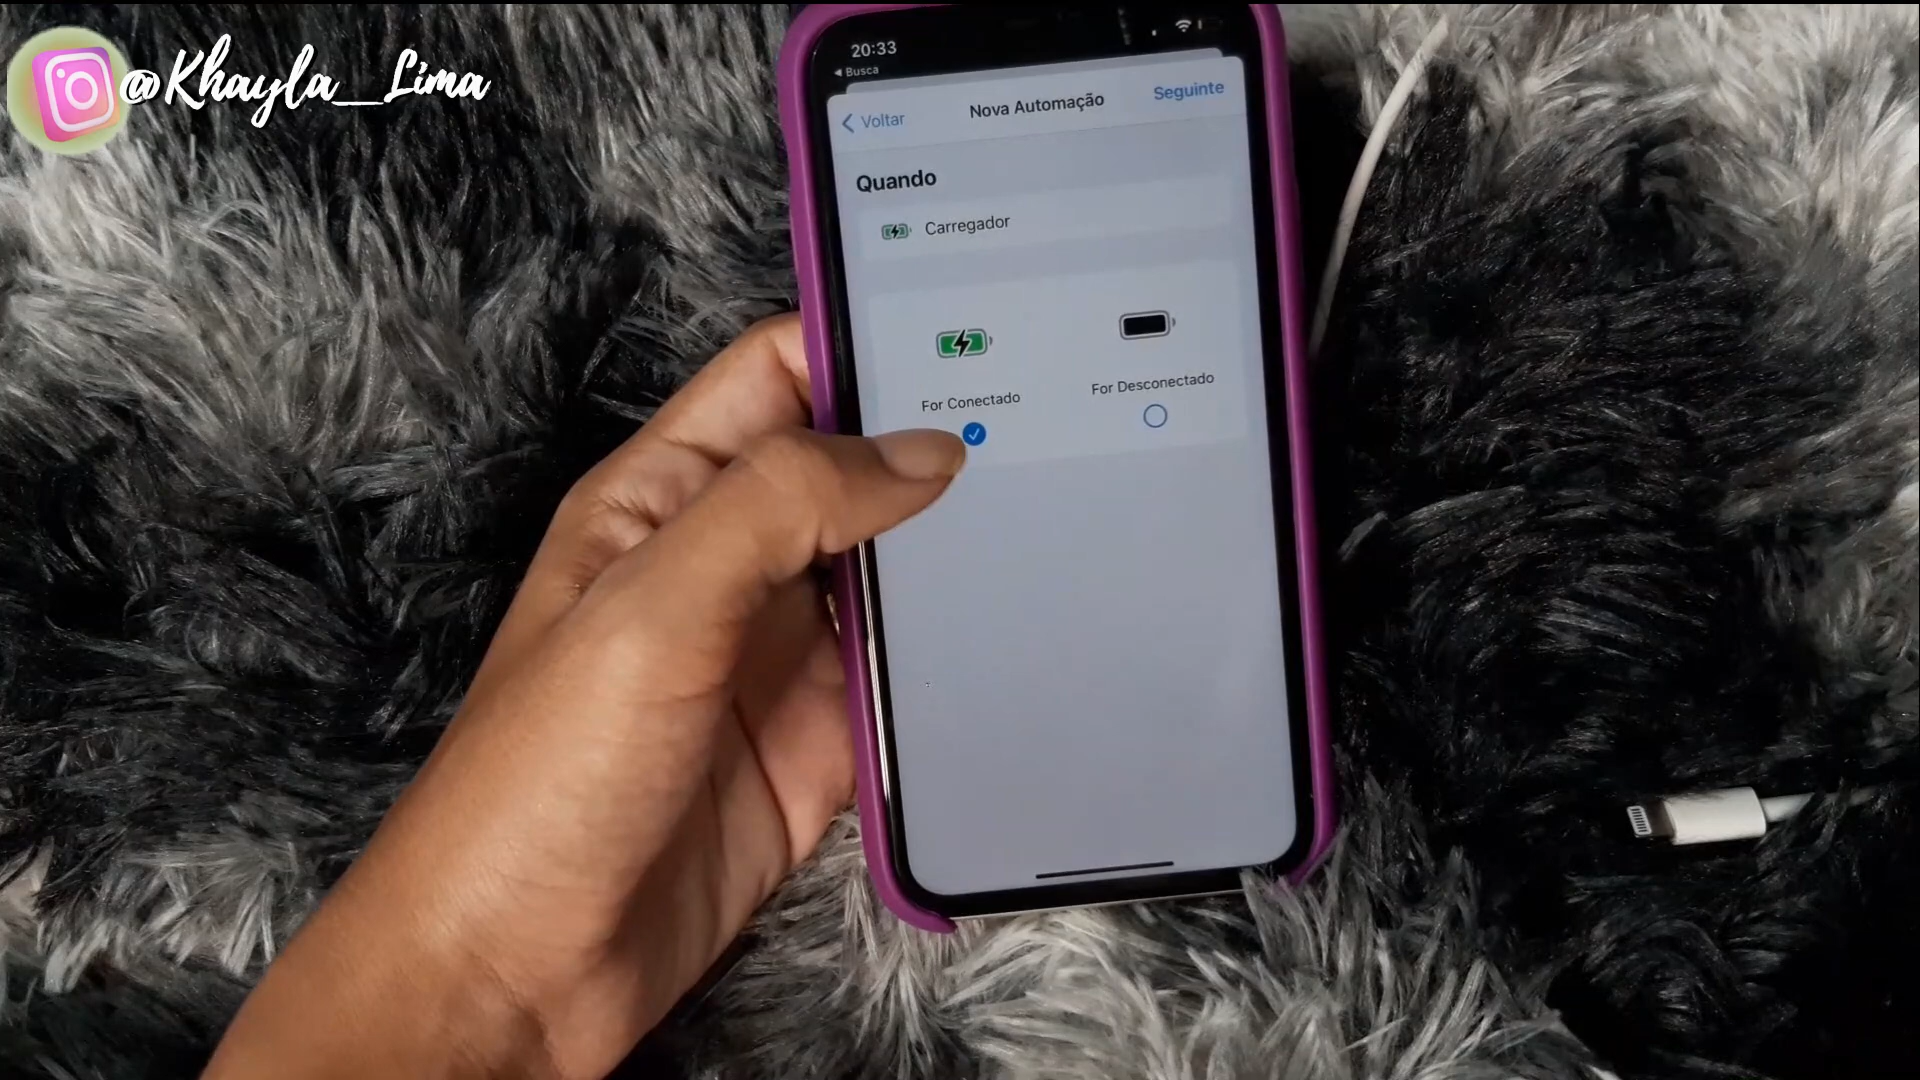 @Khayla_Lima
20:33
Busca
Voltar
Nova Automação
Seguinte
Quando
Carregador
For Conectado
For Desconectado